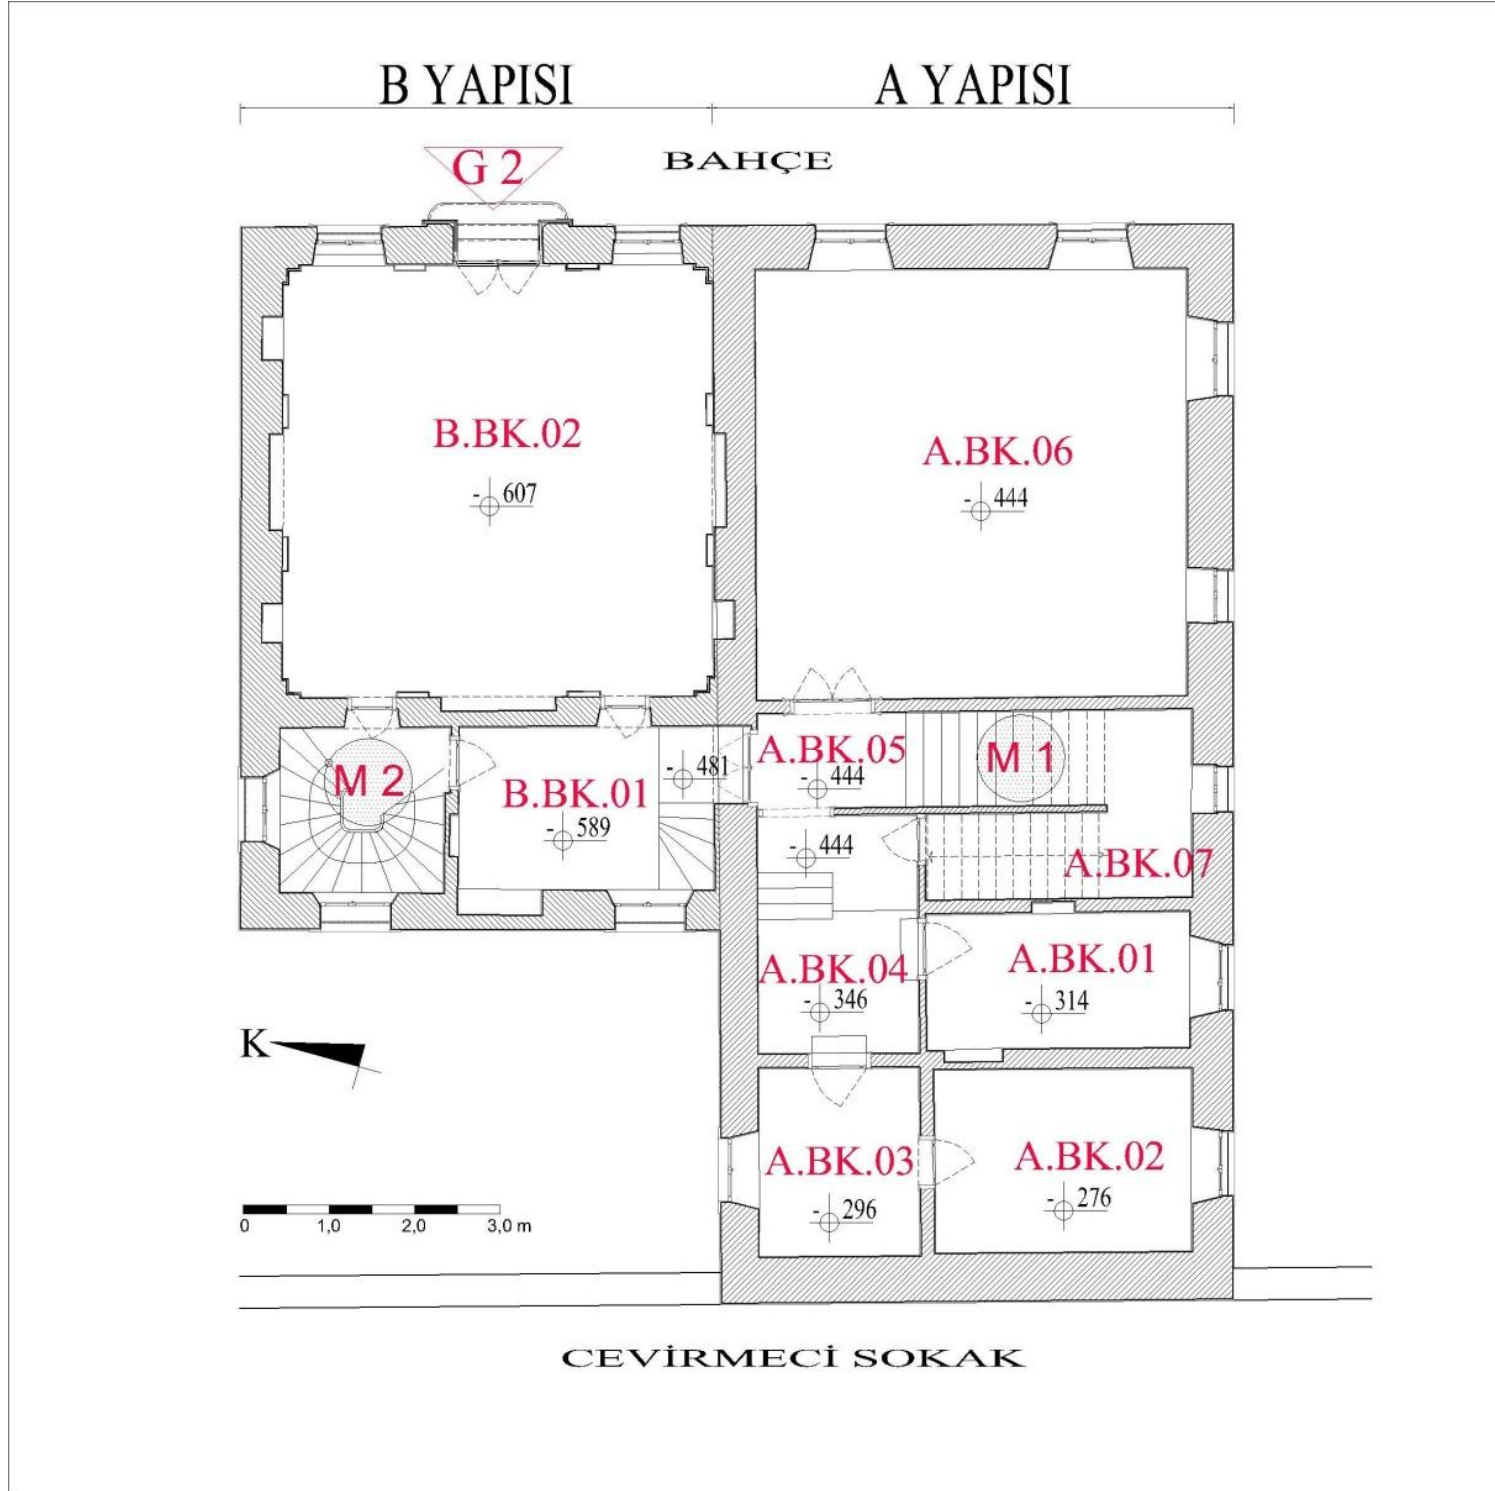 B YAPISI
A YAPISI
BAHÇE
G 2
B.BK.02
- 607
A.BK.06
- 444
A.BK.05
- 444
M 1
M 2
B.BK.01
- 589
- 481
- 444
A.BK.07
A.BK.04
- 346
A.BK.01
- 314
K
A.BK.03
- 296
A.BK.02
- 276
0 1,0 2,0 3,0 m
CEVİRMECİ SOKAK